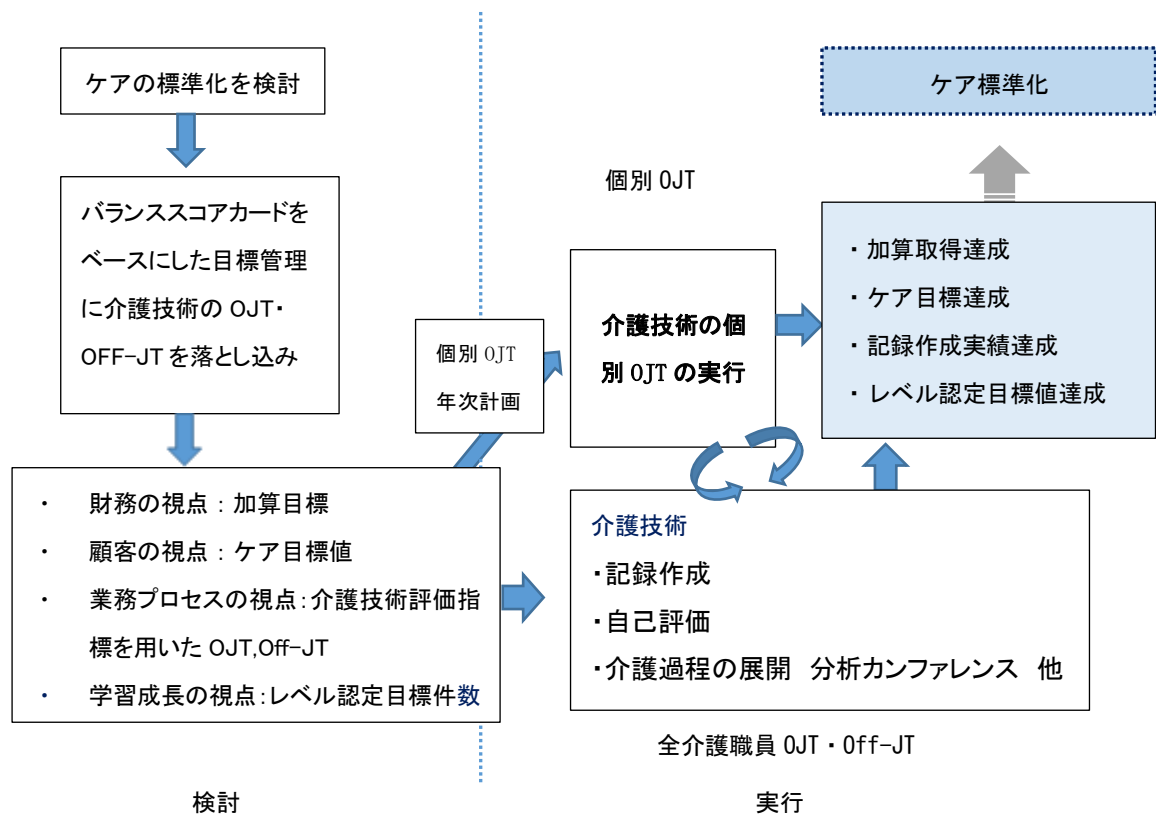 ケアの標準化を検討
バランススコアカードを
ベースにした目標管理
に介護技術の OJT・
OFF-JT を落とし込み
・ 財務の視点：加算目標
・ 顧客の視点：ケア目標値
・ 業務プロセスの視点：介護技術評価指
標を用いた OJT,Off-JT
・ 学習成長の視点：レベル認定目標件数
検討
個別 OJT
年次計画
個別 OJT
介護技術の個
別 OJT の実行
介護技術
・記録作成
・自己評価
・介護過程の展開　分析カンファレンス　他
全介護職員 OJT・Off-JT
実行
ケア標準化
・加算取得達成
・ケア目標達成
・記録作成実績達成
・レベル認定目標値達成